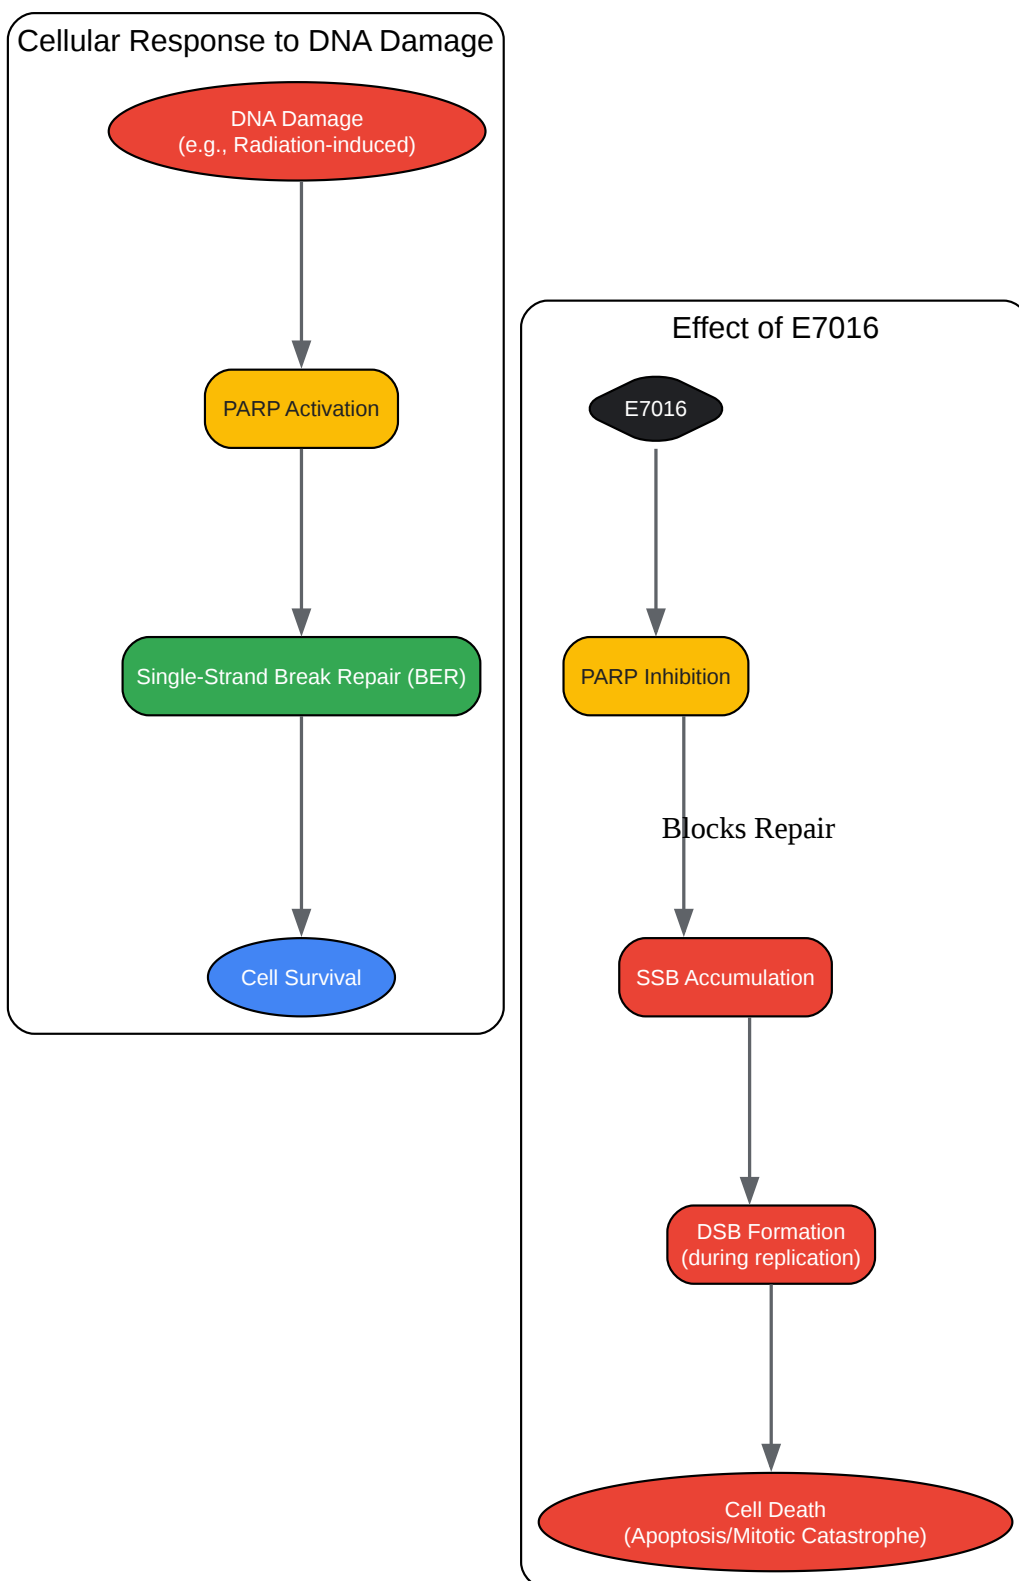 Cellular Response to DNA Damage
DNA Damage
(e.g., Radiation-induced)
PARP Activation
Single-Strand Break Repair (BER)
Cell Survival
Effect of E7016
E7016
PARP Inhibition
Blocks Repair
SSB Accumulation
DSB Formation
(during replication)
Cell Death
(Apoptosis/Mitotic Catastrophe)